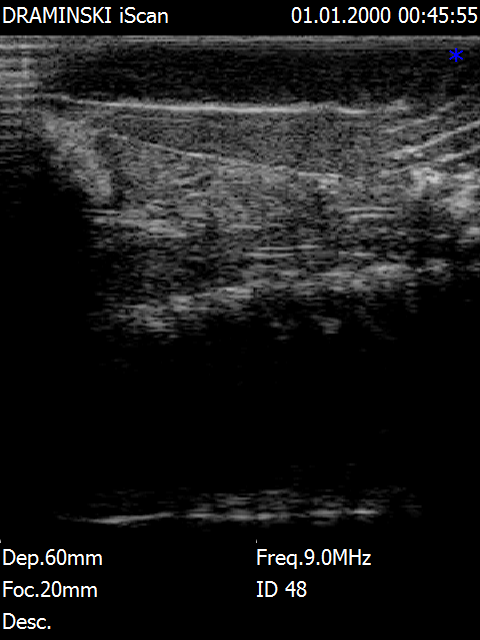 DRAMINSKI iScan 01.01.2000 00:45:55
*
Dep.60mm Freq.9.0MHz
Foc.20mm ID 48
Desc.